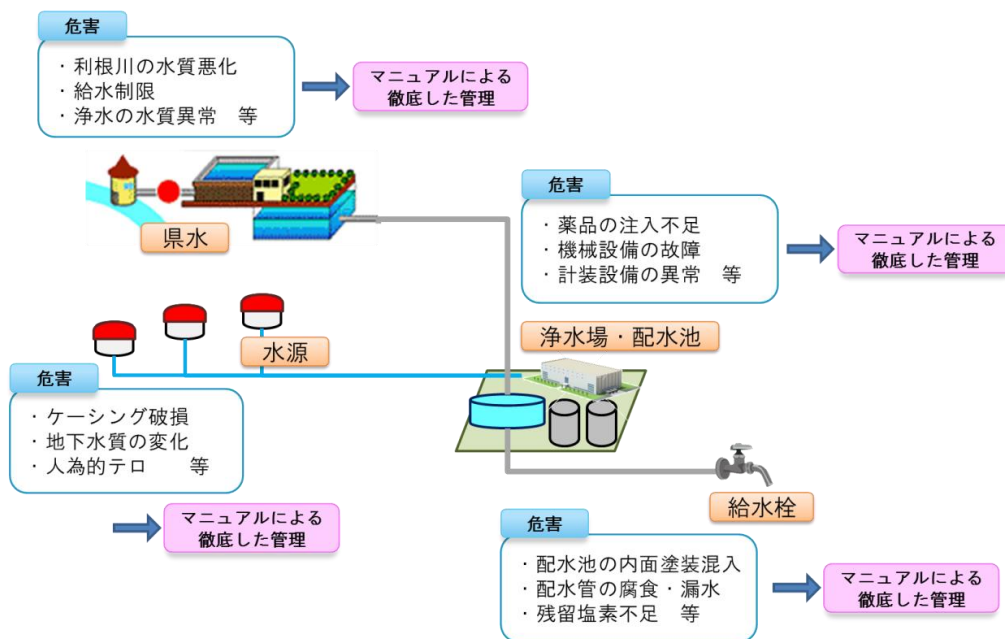 危害
・利根川の水質悪化
・給水制限
・浄水の水質異常　等
マニュアルによる
徹底した管理
県水
危害
・薬品の注入不足
・機械設備の故障
・計装設備の異常　等
マニュアルによる
徹底した管理
水源
浄水場・配水池
危害
・ケーシング破損
・地下水質の変化
・人為的テロ　　等
マニュアルによる
徹底した管理
給水栓
危害
・配水池の内面塗装混入
・配水管の腐食・漏水
・残留塩素不足　等
マニュアルによる
徹底した管理